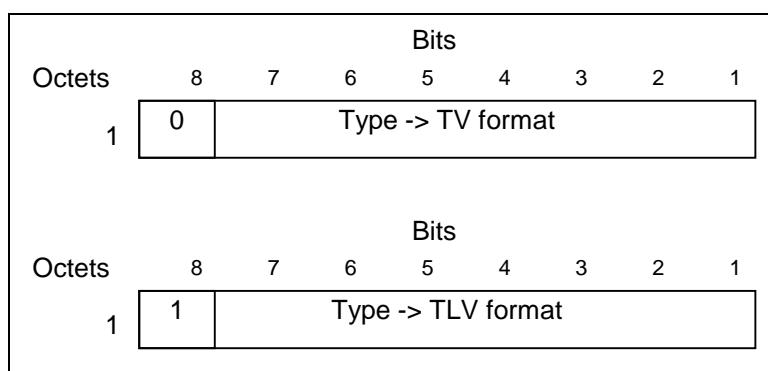 Bits
Octets 8 7 6 5 4 3 2 1
1 0 Type -> TV format
Bits
Octets 8 7 6 5 4 3 2 1
1 1 Type -> TLV format